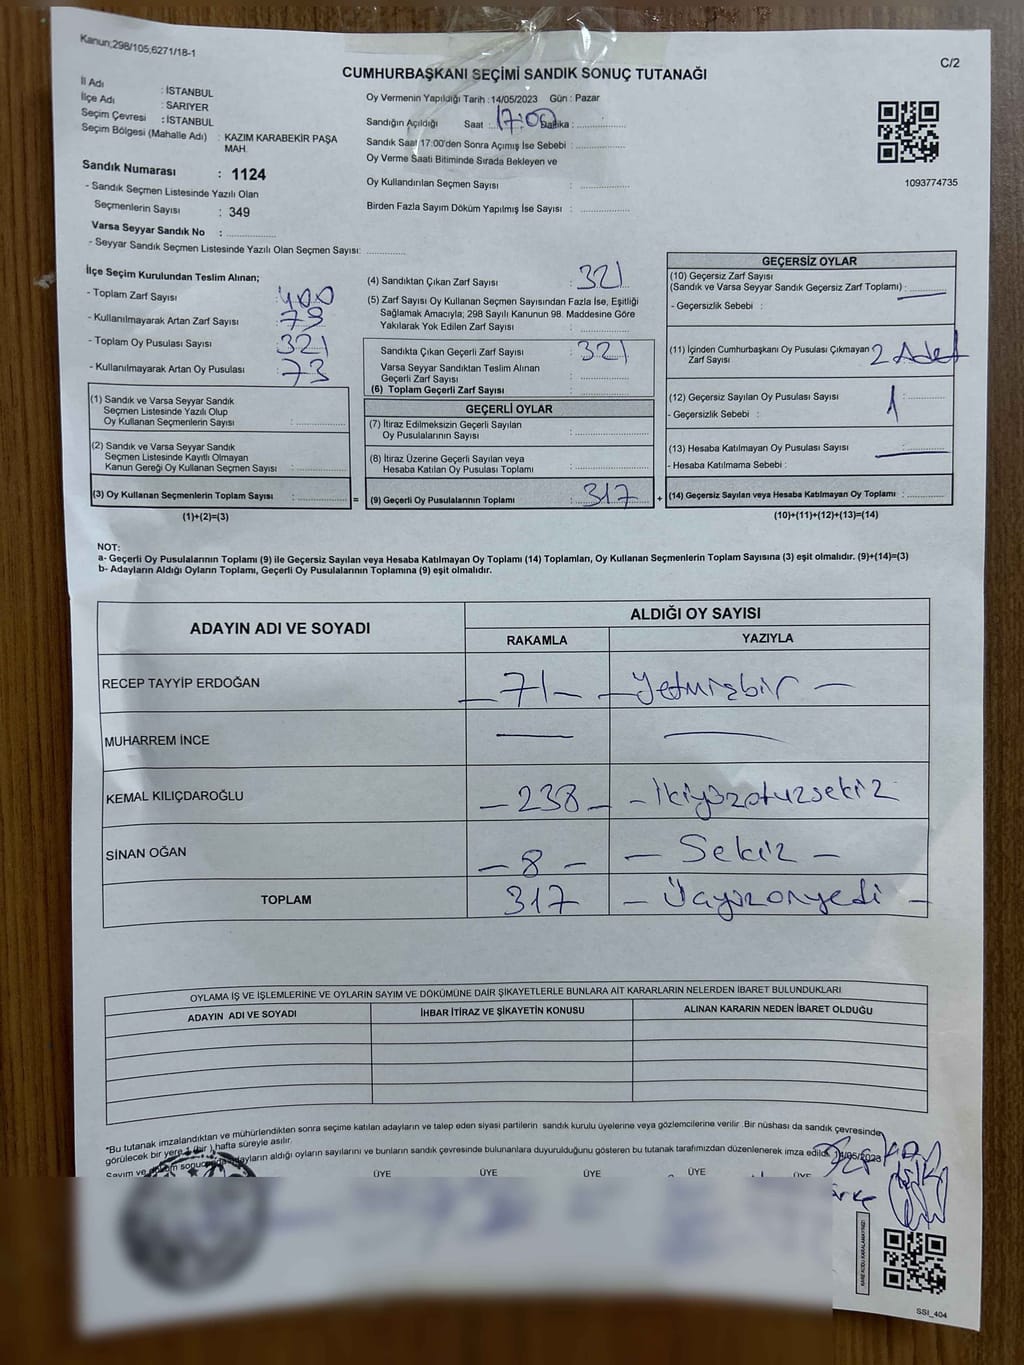 Kanun;298/105,6271/18-1
C/2
CUMHURBAŞKANI SEÇİMİ SANDIK SONUÇ TUTANAĞI
İl Adı : İSTANBUL
İlçe Adı : SARIYER
Seçim Çevresi : İSTANBUL
Seçim Bölgesi (Mahalle Adı) : KAZIM KARABEKİR PAŞA MAH.
Sandık Numarası : 1124
- Sandık Seçmen Listesinde Yazılı Olan
Seçmenlerin Sayısı : 349
Varsa Seyyar Sandık No :
- Seyyar Sandık Seçmen Listesinde Yazılı Olan Seçmen Sayısı:
Oy Vermenin Yapıldığı Tarih :14/05/2023 Gün : Pazar
Sandığın Açıldığı Saat : 17:00 Dakika :
Sandık Saat 17:00'den Sonra Açımış İse Sebebi :
Oy Verme Saati Bitiminde Sırada Bekleyen ve
Oy Kullandırılan Seçmen Sayısı :
Birden Fazla Sayım Döküm Yapılmış İse Sayısı :
1093774735
İlçe Seçim Kurulundan Teslim Alınan;
- Toplam Zarf Sayısı : 400
- Kullanılmayarak Artan Zarf Sayısı : 79
- Toplam Oy Pusulası Sayısı : 321
- Kullanılmayarak Artan Oy Pusulası : 73
(1) Sandık ve Varsa Seyyar Sandık
Seçmen Listesinde Yazılı Olup
Oy Kullanan Seçmenlerin Sayısı :
(2) Sandık ve Varsa Seyyar Sandık
Seçmen Listesinde Kayıtlı Olmayan
Kanun Gereği Oy Kullanan Seçmen Sayısı :
(3) Oy Kullanan Seçmenlerin Toplam Sayısı : =
(1)+(2)=(3)
(4) Sandıktan Çıkan Zarf Sayısı : 321
(5) Zarf Sayısı Oy Kullanan Seçmen Sayısından Fazla İse, Eşitliği
Sağlamak Amacıyla; 298 Sayılı Kanunun 98. Maddesine Göre
Yakılarak Yok Edilen Zarf Sayısı :
Sandıkta Çıkan Geçerli Zarf Sayısı : 321
Varsa Seyyar Sandıktan Teslim Alınan
Geçerli Zarf Sayısı :
(6) Toplam Geçerli Zarf Sayısı :
GEÇERLİ OYLAR
(7) İtiraz Edilmeksizin Geçerli Sayılan
Oy Pusulalarının Sayısı :
(8) İtiraz Üzerine Geçerli Sayılan veya
Hesaba Katılan Oy Pusulası Toplamı :
(9) Geçerli Oy Pusulalarının Toplamı : 317 +
GEÇERSİZ OYLAR
(10) Geçersiz Zarf Sayısı
(Sandık ve Varsa Seyyar Sandık Geçersiz Zarf Toplamı) :
- Geçersizlik Sebebi :
(11) İçinden Cumhurbaşkanı Oy Pusulası Çıkmayan
Zarf Sayısı 2 Adet
(12) Geçersiz Sayılan Oy Pusulası Sayısı : 1
- Geçersizlik Sebebi :
(13) Hesaba Katılmayan Oy Pusulası Sayısı :
- Hesaba Katılmama Sebebi :
(14) Geçersiz Sayılan veya Hesaba Katılmayan Oy Toplamı :
(10)+(11)+(12)+(13)=(14)
NOT:
a- Geçerli Oy Pusulalarının Toplamı (9) ile Geçersiz Sayılan veya Hesaba Katılmayan Oy Toplamı (14) Toplamları, Oy Kullanan Seçmenlerin Toplam Sayısına (3) eşit olmalıdır. (9)+(14)=(3)
b- Adayların Aldığı Oyların Toplamı, Geçerli Oy Pusulalarının Toplamına (9) eşit olmalıdır.
ADAYIN ADI VE SOYADI
ALDIĞI OY SAYISI
RAKAMLA YAZIYLA
RECEP TAYYİP ERDOĞAN – 71 – – Yetmişbir –
MUHARREM İNCE — —
KEMAL KILIÇDAROĞLU – 238 – – İkiyüzotuzsekiz
SİNAN OĞAN – 8 – – Sekiz –
TOPLAM 317 – Üçyüzonyedi –
OYLAMA İŞ VE İŞLEMLERİNE VE OYLARIN SAYIM VE DÖKÜMÜNE DAİR ŞİKAYETLERLE BUNLARA AİT KARARLARIN NELERDEN İBARET BULUNDUKLARI
ADAYIN ADI VE SOYADI İHBAR İTİRAZ VE ŞİKAYETİN KONUSU ALINAN KARARIN NEDEN İBARET OLDUĞU
*Bu tutanak imzalandıktan ve mühürlendikten sonra seçime katılan adayların ve talep eden siyasi partilerin sandık kurulu üyelerine veya gözlemcilerine verilir .Bir nüshası da sandık çevresinde
görülecek bir yere 1 (bir ) hafta süreyle asılır.
Sayım ve adayların aldığı oyların sayılarını ve bunların sandık çevresinde bulunanlara duyurulduğunu gösteren bu tutanak tarafımızdan düzenlenerek imza edildi. 14/05/2023
ÜYE ÜYE ÜYE ÜYE ÜYE
KARE KODU KARALAMAYINIZ!
SSI_404